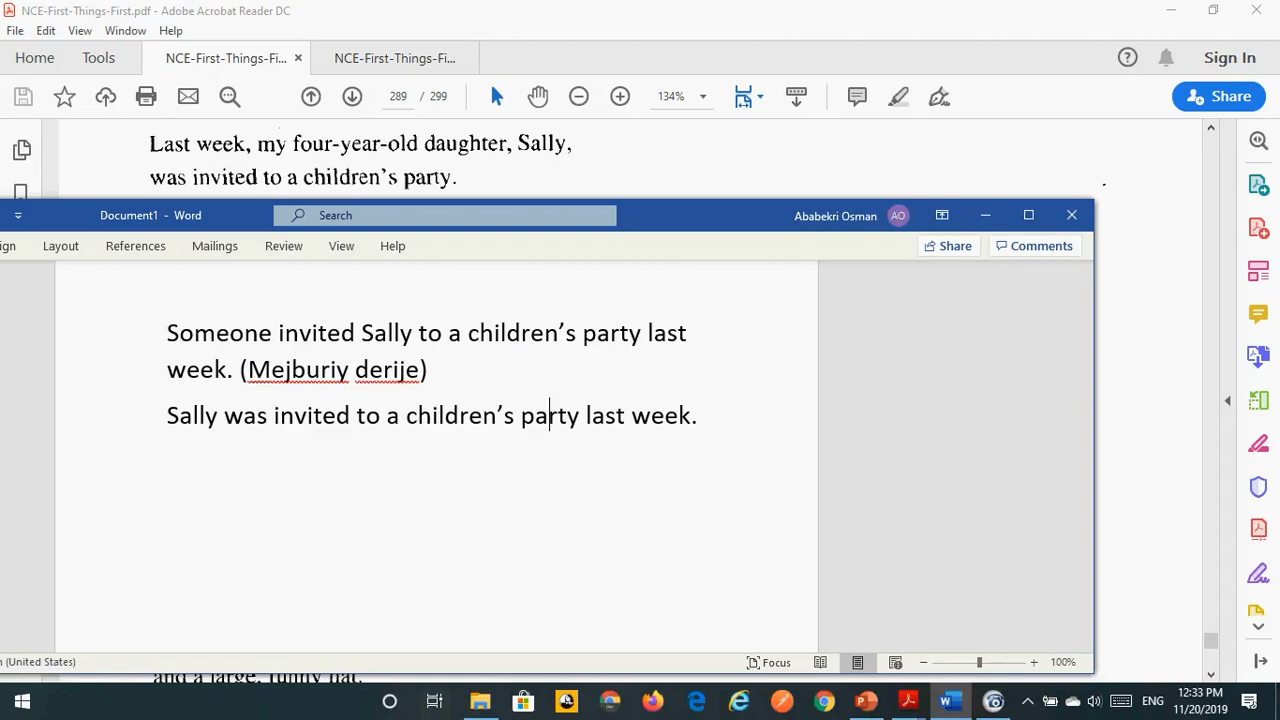 NCE-First-Things-First.pdf - Adobe Acrobat Reader DC
File Edit View Window Help
Home Tools NCE-First-Things-Fi... × NCE-First-Things-Fi... Sign In
289 / 299 134% Share
Last week, my four-year-old daughter, Sally,
was invited to a children's party.
Document1 - Word Search Ababekri Osman AO
ign Layout References Mailings Review View Help Share Comments
Someone invited Sally to a children’s party last
week. (Mejburiy derije)
Sally was invited to a children’s party last week.
(United States) Focus 100%
and a large, funny hat.
ENG 12:33 PM
11/20/2019